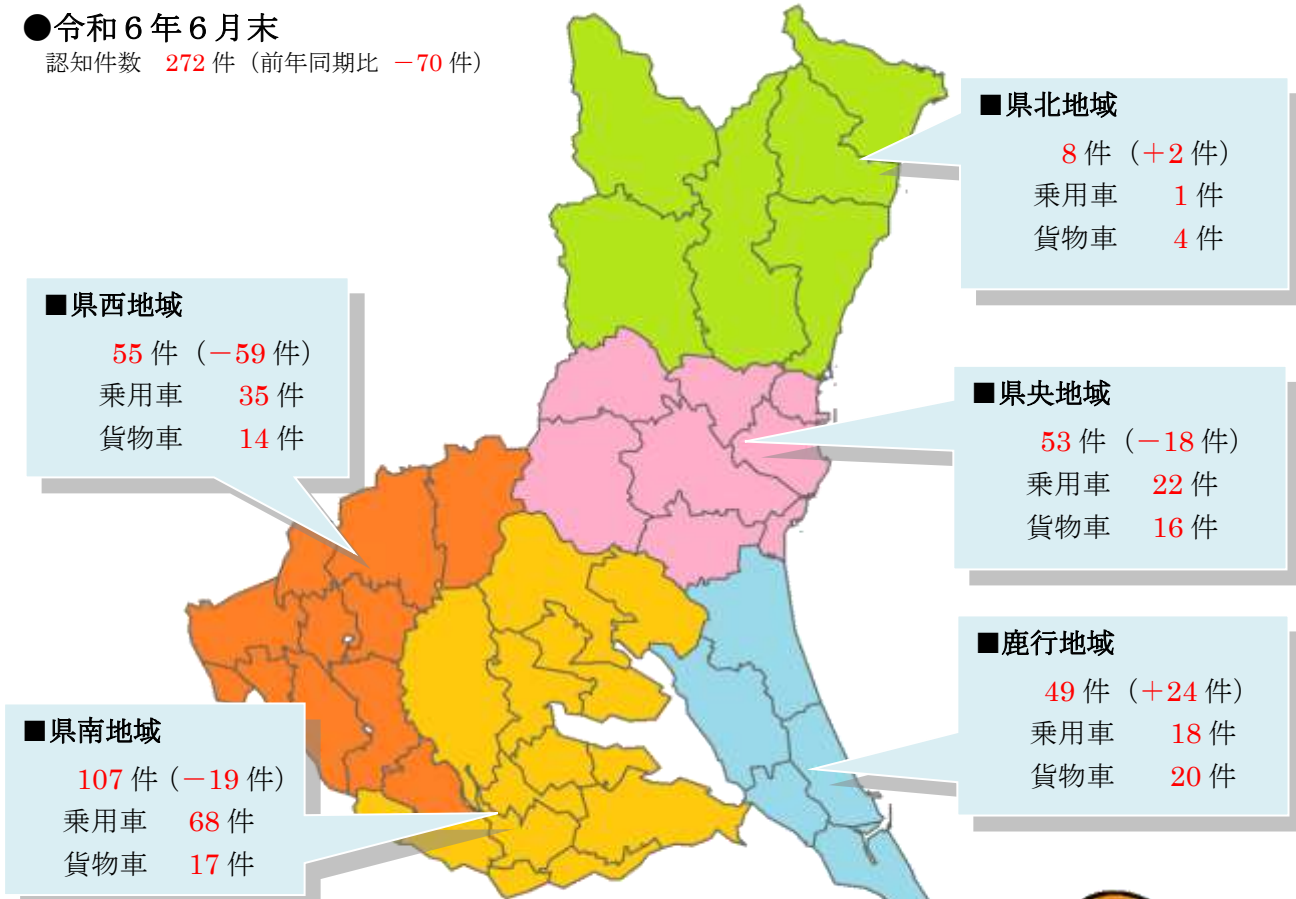 ●令和６年６月末
認知件数　272 件（前年同期比　－70 件）
■県北地域
8 件（＋2 件）
乗用車　1 件
貨物車　4 件
■県西地域
55 件（－59 件）
乗用車　35 件
貨物車　14 件
■県央地域
53 件（－18 件）
乗用車　22 件
貨物車　16 件
■鹿行地域
49 件（＋24 件）
乗用車　18 件
貨物車　20 件
■県南地域
107 件（－19 件）
乗用車　68 件
貨物車　17 件